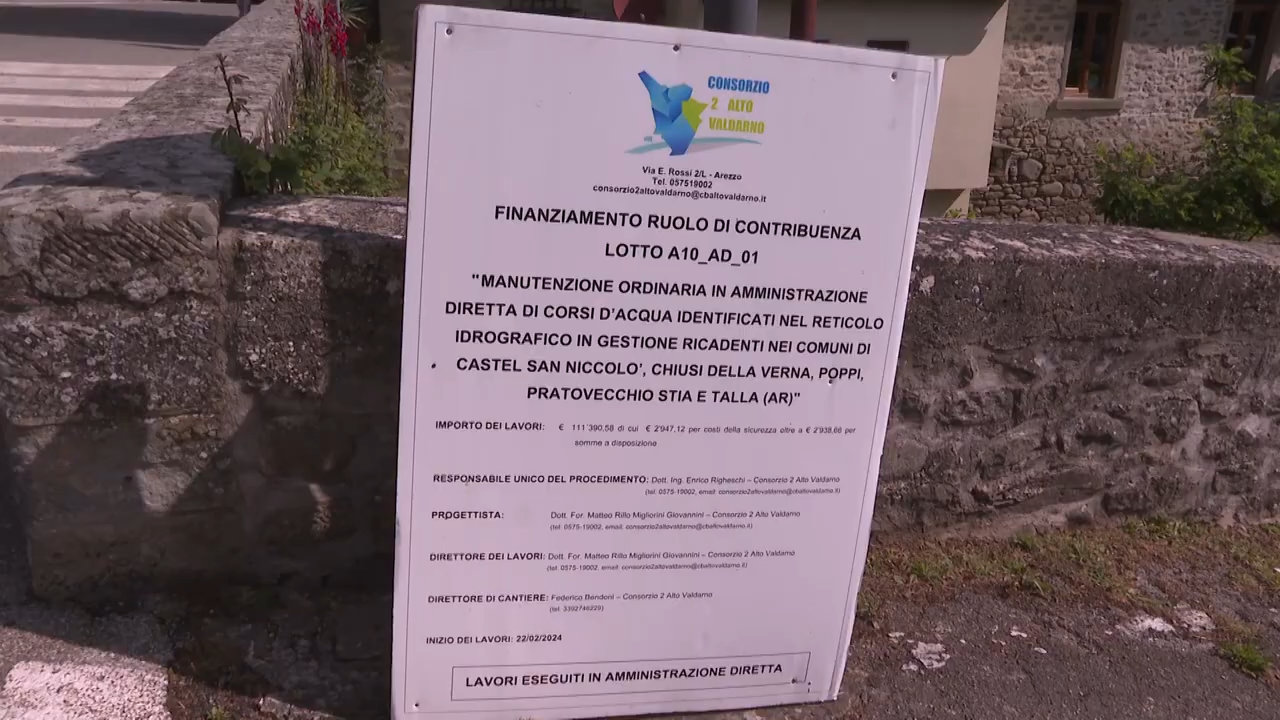 CONSORZIO
2 ALTO
VALDARNO
Via E. Rossi 2/L - Arezzo
Tel. 057519002
consorzio2altovaldarno@cbaltovaldarno.it
FINANZIAMENTO RUOLO DI CONTRIBUENZA
LOTTO A10_AD_01
"MANUTENZIONE ORDINARIA IN AMMINISTRAZIONE
DIRETTA DI CORSI D'ACQUA IDENTIFICATI NEL RETICOLO
IDROGRAFICO IN GESTIONE RICADENTI NEI COMUNI DI
CASTEL SAN NICCOLO', CHIUSI DELLA VERNA, POPPI,
PRATOVECCHIO STIA E TALLA (AR)"
IMPORTO DEI LAVORI: € 111'390,58 di cui € 2'947,12 per costi della sicurezza oltre a € 2'938,66 per
somme a disposizione
RESPONSABILE UNICO DEL PROCEDIMENTO: Dott. Ing. Enrico Righeschi – Consorzio 2 Alto Valdarno
(tel. 0575-19002, email: consorzio2altovaldarno@cbaltovaldarno.it)
PROGETTISTA: Dott. For. Matteo Rillo Migliorini Giovannini – Consorzio 2 Alto Valdarno
(tel. 0575-19002, email: consorzio2altovaldarno@cbaltovaldarno.it)
DIRETTORE DEI LAVORI: Dott. For. Matteo Rillo Migliorini Giovannini – Consorzio 2 Alto Valdarno
(tel. 0575-19002, email: consorzio2altovaldarno@cbaltovaldarno.it)
DIRETTORE DI CANTIERE: Federico Bendoni – Consorzio 2 Alto Valdarno
(tel. 3392746229)
INIZIO DEI LAVORI: 22/02/2024
LAVORI ESEGUITI IN AMMINISTRAZIONE DIRETTA